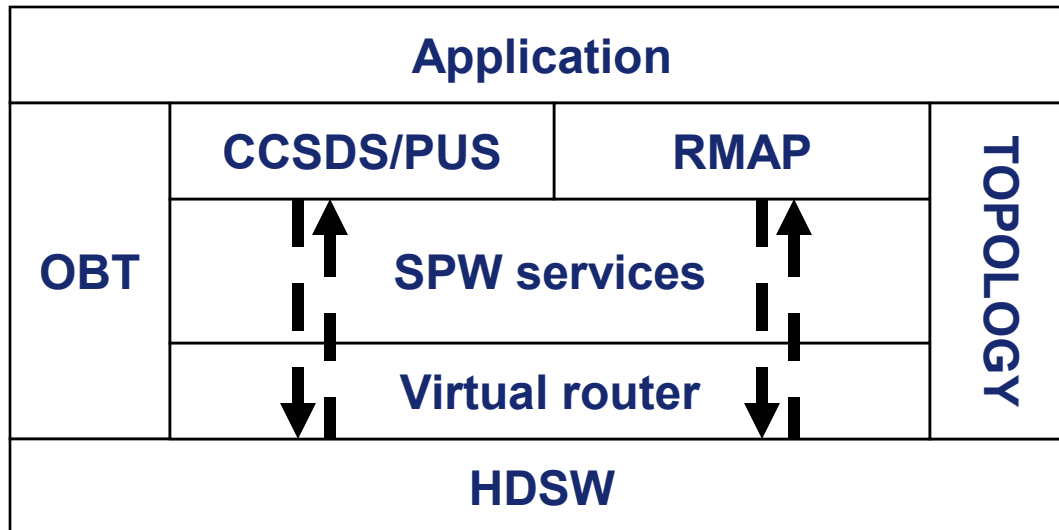 Application
CCSDS/PUS
RMAP
OBT
SPW services
TOPOLOGY
Virtual router
HDSW